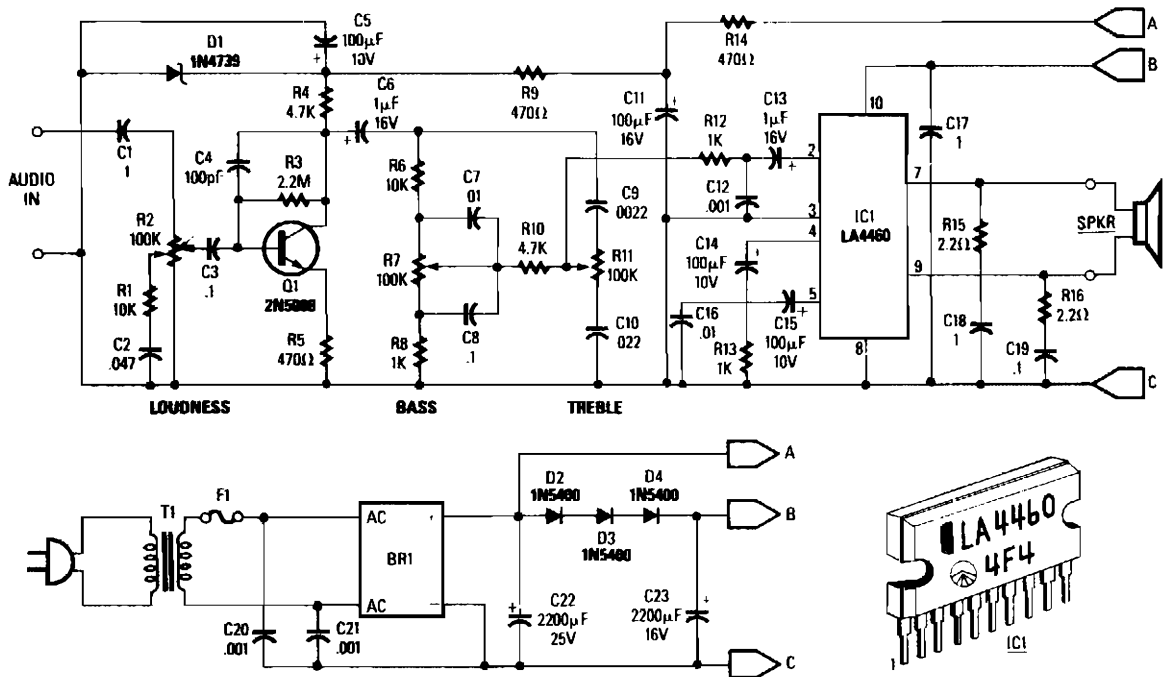 C5
100µF
10V
D1
1N4739
R4
4.7K
C6
1µF
16V
R9
470Ω
R14
470Ω
A
B
C11
100µF
16V
R12
1K
C13
1µF
16V
10
C17
1
C1
1
AUDIO
IN
C4
100pF
R3
2.2M
R6
10K
C7
01
C9
.0022
2
C12
.001
3
4
7
IC1
LA4460
SPKR
R15
2.2Ω
R2
100K
C3
.1
Q1
R7
100K
R10
4.7K
R11
100K
C14
100µF
10V
9
R16
2.2Ω
R1
10K
C2
.047
R5
470Ω
R8
1K
C8
.1
C10
.022
C16
.01
R13
1K
C15
100µF
10V
5
8
C18
1
C19
.1
C
LOUDNESS
BASS
TREBLE
T1
F1
AC
AC
BR1
C20
.001
C21
.001
D2
1N5400
D3
1N5400
D4
1N5400
C22
2200µF
25V
C23
2200µF
16V
A
B
C
LA4460
4F4
1
IC1